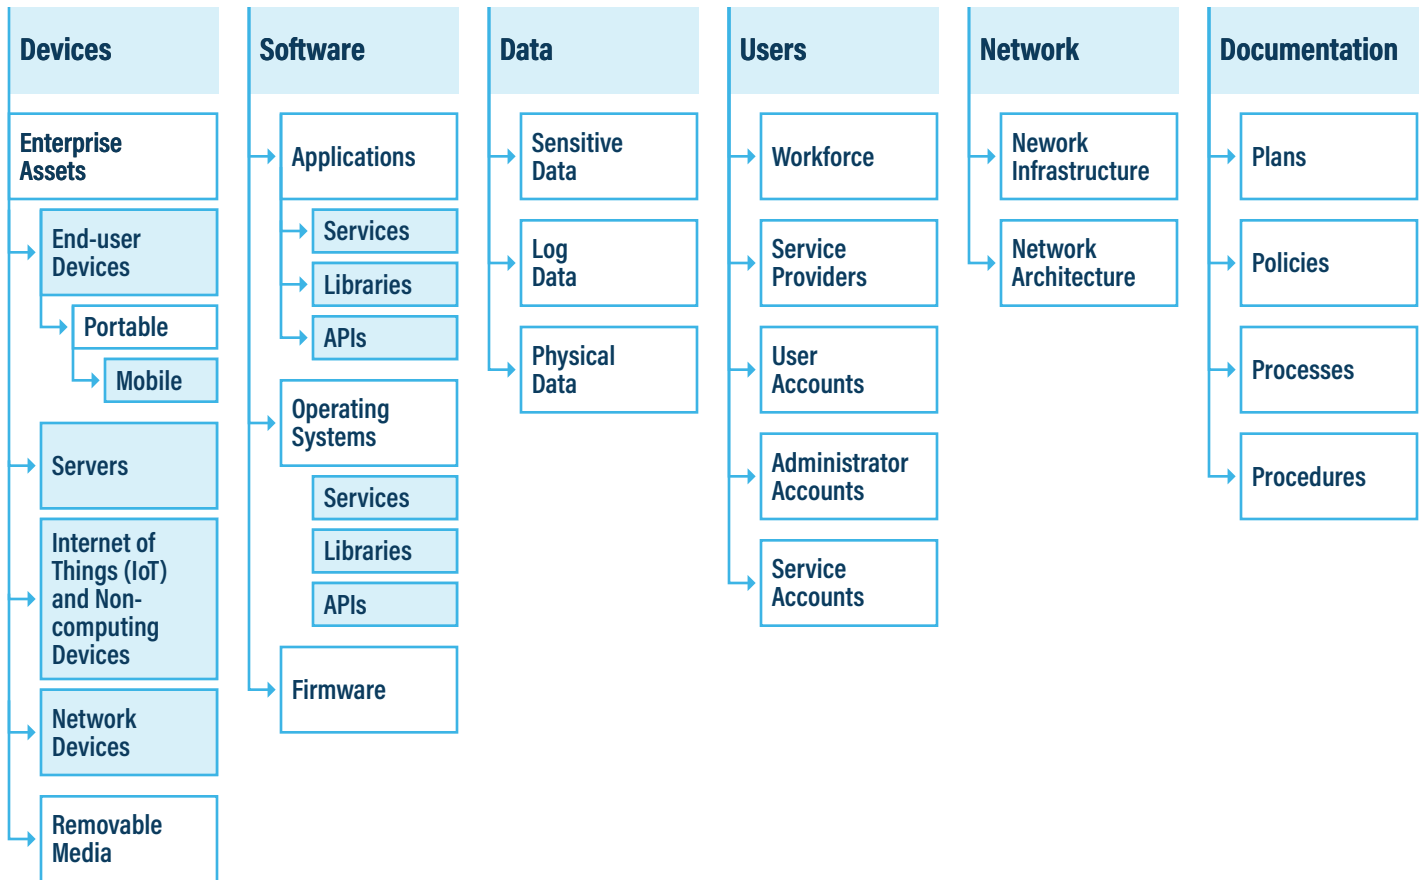 Devices
Enterprise
Assets
End-user
Devices
Portable
Mobile
Servers
Internet of
Things (IoT)
and Non-
computing
Devices
Network
Devices
Removable
Media
Software
Applications
Services
Libraries
APIs
Operating
Systems
Services
Libraries
APIs
Firmware
Data
Sensitive
Data
Log
Data
Physical
Data
Users
Workforce
Service
Providers
User
Accounts
Administrator
Accounts
Service
Accounts
Network
Nework
Infrastructure
Network
Architecture
Documentation
Plans
Policies
Processes
Procedures